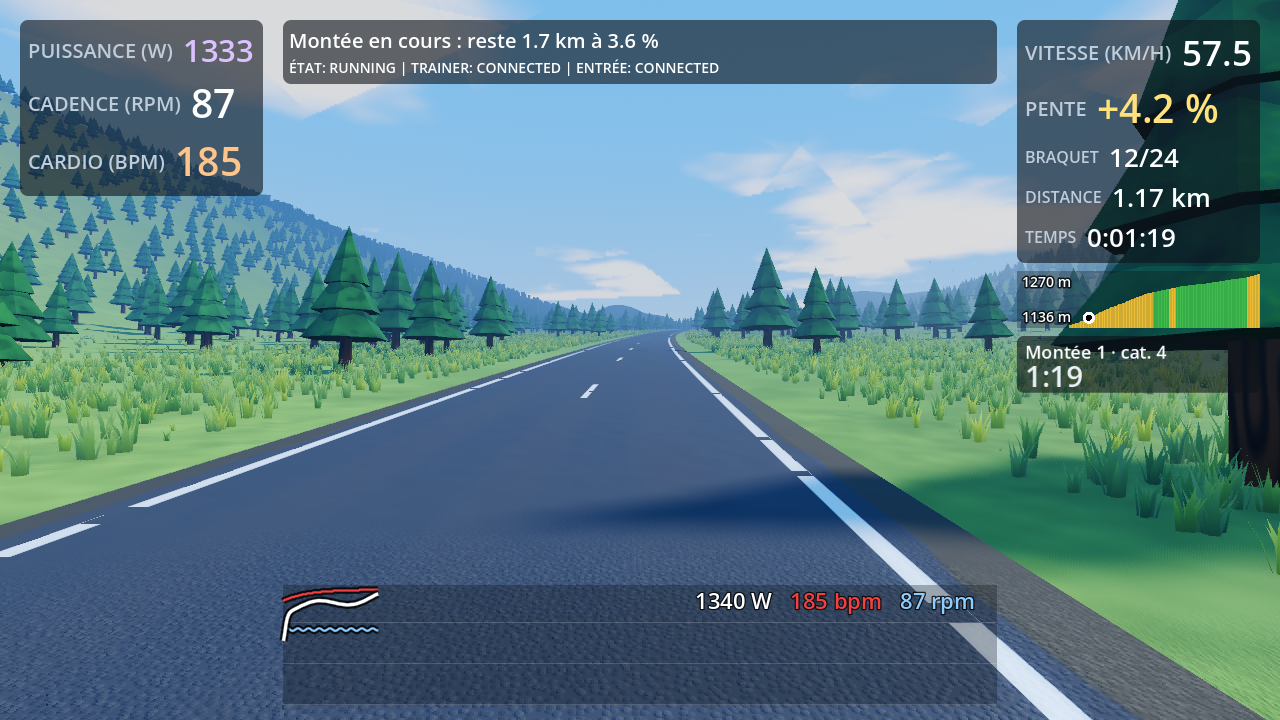 PUISSANCE (W) 1333
CADENCE (RPM) 87
CARDIO (BPM) 185
Montée en cours : reste 1.7 km à 3.6 %
ÉTAT: RUNNING | TRAINER: CONNECTED | ENTRÉE: CONNECTED
VITESSE (KM/H) 57.5
PENTE +4.2 %
BRAQUET 12/24
DISTANCE 1.17 km
TEMPS 0:01:19
1270 m
1136 m
Montée 1 · cat. 4
1:19
1340 W 185 bpm 87 rpm